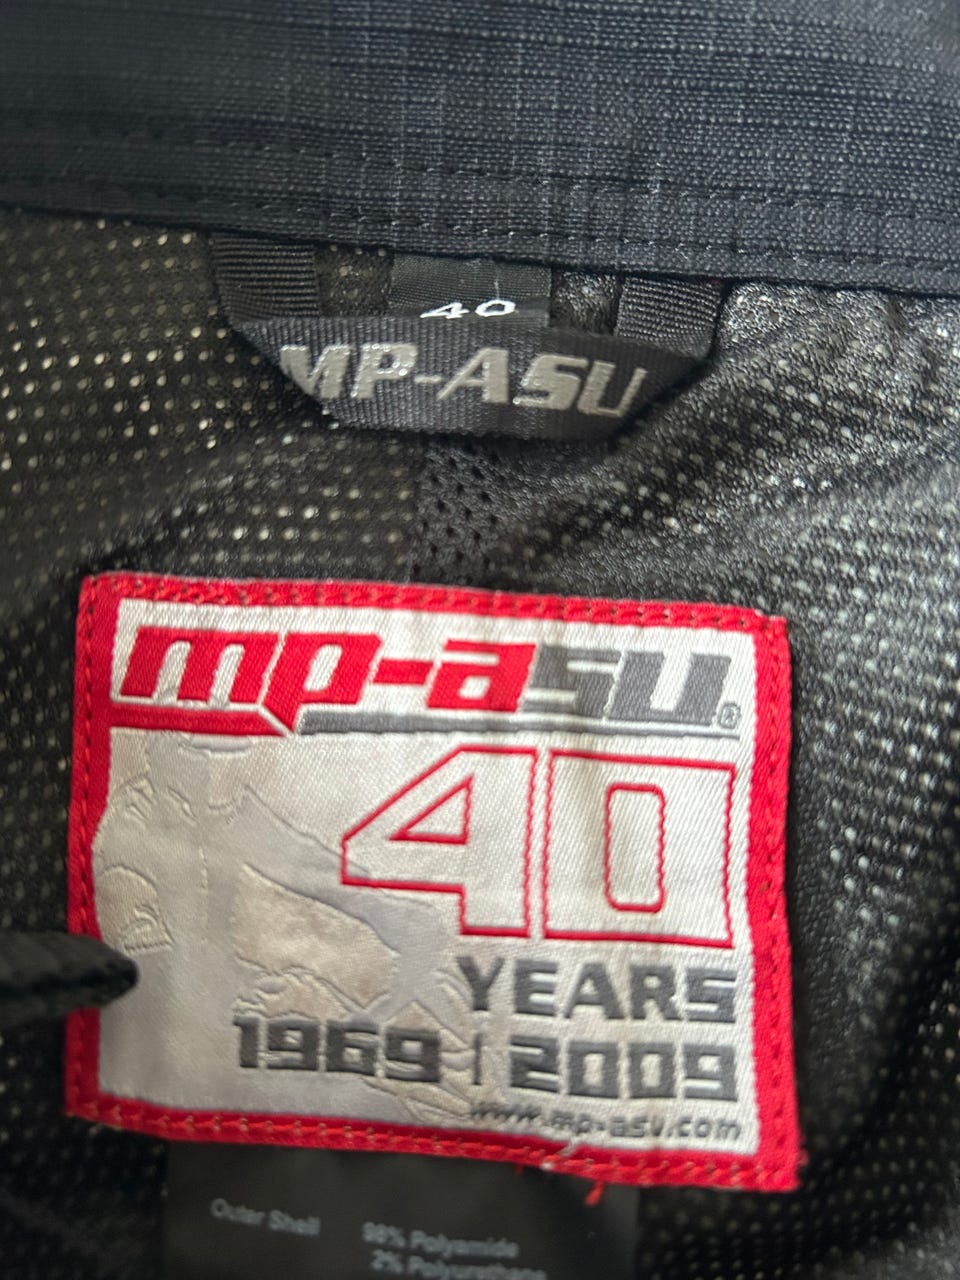 40
MP-ASU
mp-asu®
40
YEARS
1969 | 2009
www.mp-asu.com
Outer Shell 98% Polyamide
2% Polyurethane